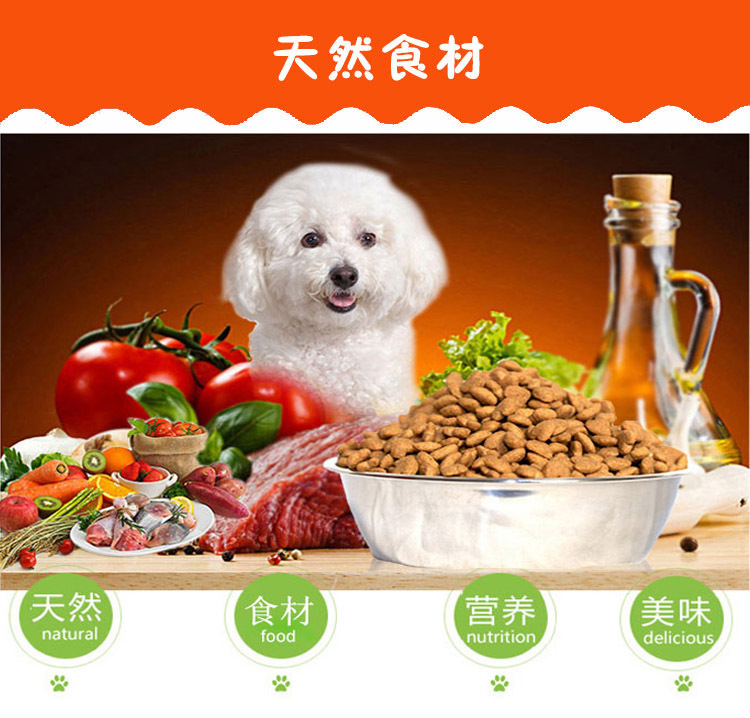 天然食材
天然
natural
食材
food
营养
nutrition
美味
delicious